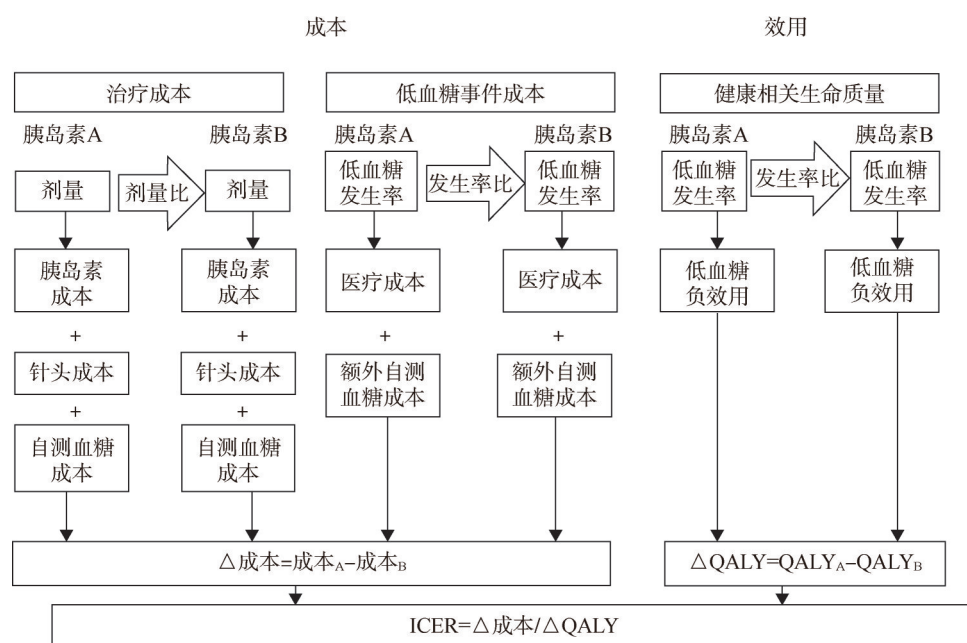 成本
效用
治疗成本
低血糖事件成本
健康相关生命质量
胰岛素A
胰岛素B
胰岛素A
胰岛素B
胰岛素A
胰岛素B
剂量
剂量比
剂量
低血糖
发生率
发生率比
低血糖
发生率
低血糖
发生率
发生率比
低血糖
发生率
胰岛素
成本
胰岛素
成本
医疗成本
医疗成本
低血糖
负效用
低血糖
负效用
+
+
+
+
针头成本
针头成本
额外自测
血糖成本
额外自测
血糖成本
+
+
自测血糖
成本
自测血糖
成本
△成本=成本A−成本B
△QALY=QALYA−QALYB
ICER=△成本/△QALY